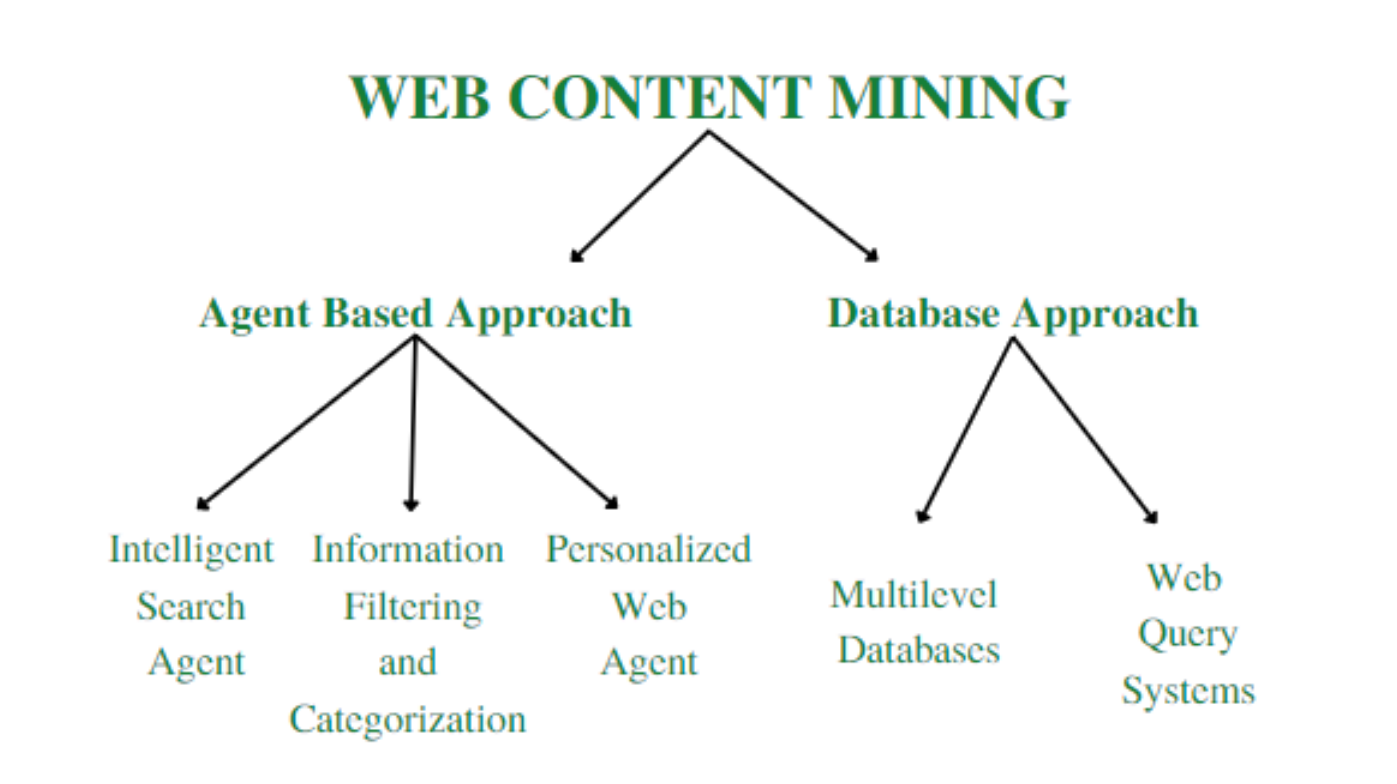 WEB CONTENT MINING
Agent Based Approach
Database Approach
Intelligent
Search
Agent
Information
Filtering
and
Categorization
Personalized
Web
Agent
Multilevel
Databases
Web
Query
Systems